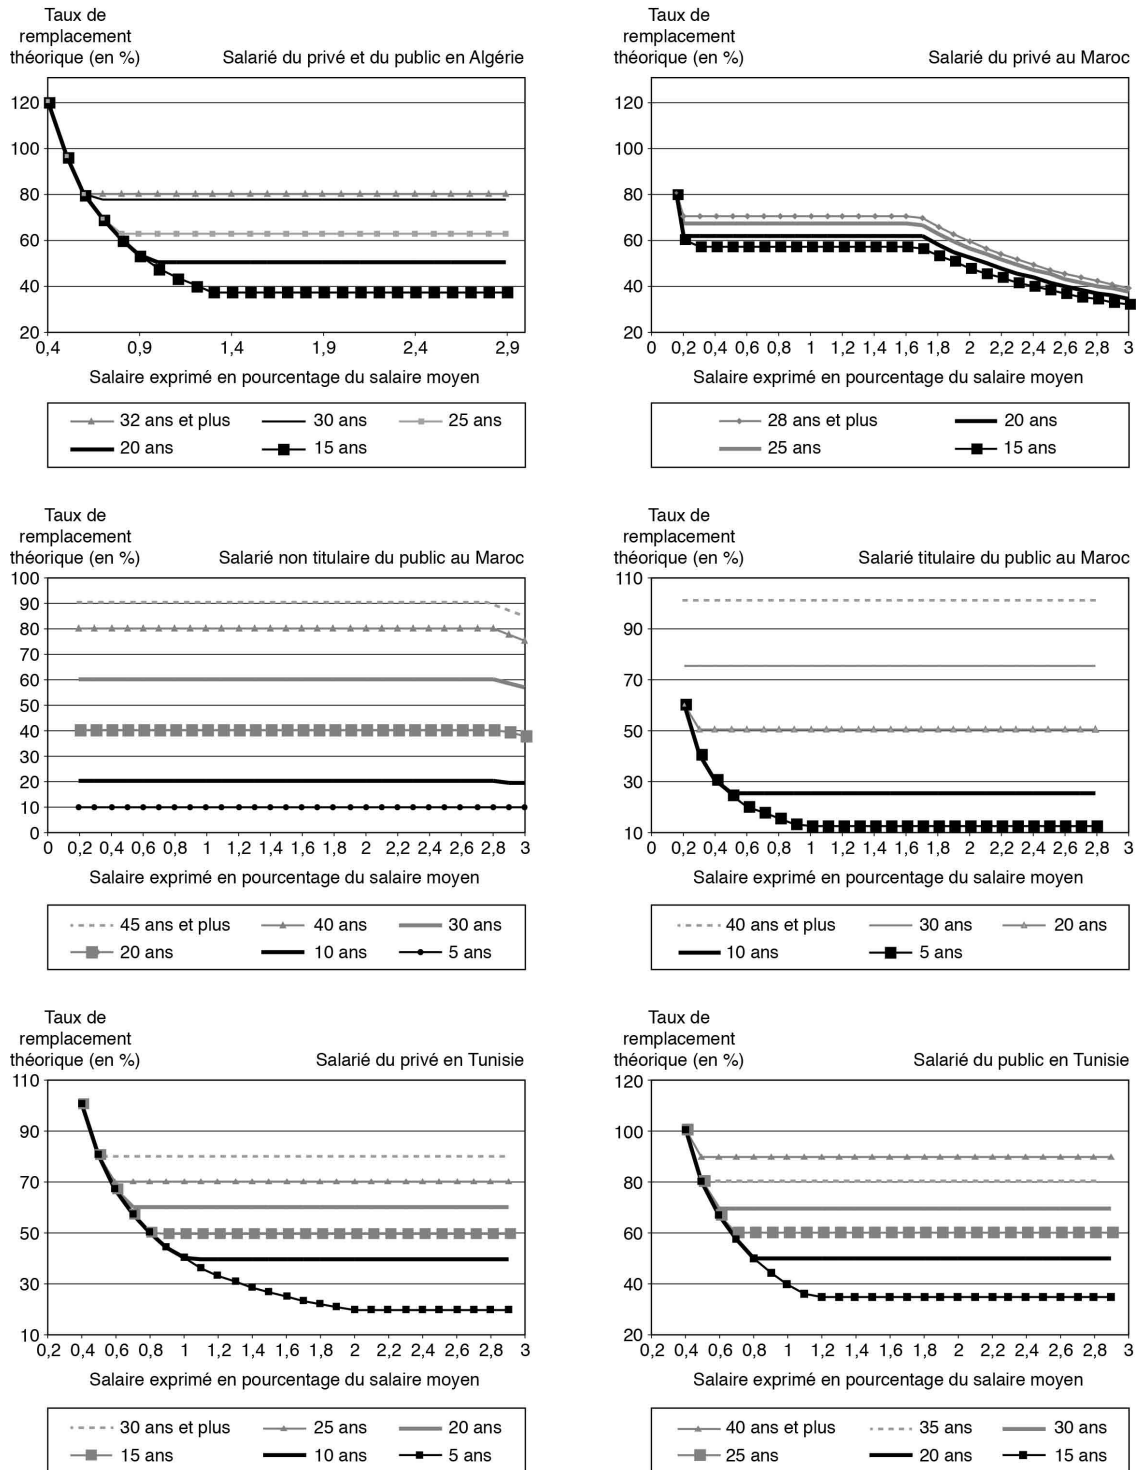 Taux de
remplacement
théorique (en %)
Salarié du privé et du public en Algérie
120
100
80
60
40
20
0,4 0,9 1,4 1,9 2,4 2,9
Salaire exprimé en pourcentage du salaire moyen
32 ans et plus 30 ans 25 ans
20 ans 15 ans
Taux de
remplacement
théorique (en %)
Salarié du privé au Maroc
120
100
80
60
40
20
0 0,2 0,4 0,6 0,8 1 1,2 1,4 1,6 1,8 2 2,2 2,4 2,6 2,8 3
Salaire exprimé en pourcentage du salaire moyen
28 ans et plus 20 ans
25 ans 15 ans
Taux de
remplacement
théorique (en %)
Salarié non titulaire du public au Maroc
100
90
80
70
60
50
40
30
20
10
0
0 0,2 0,4 0,6 0,8 1 1,2 1,4 1,6 1,8 2 2,2 2,4 2,6 2,8 3
Salaire exprimé en pourcentage du salaire moyen
45 ans et plus 40 ans 30 ans
20 ans 10 ans 5 ans
Taux de
remplacement
théorique (en %)
Salarié titulaire du public au Maroc
110
90
70
50
30
10
0 0,2 0,4 0,6 0,8 1 1,2 1,4 1,6 1,8 2 2,2 2,4 2,6 2,8 3
Salaire exprimé en pourcentage du salaire moyen
40 ans et plus 30 ans 20 ans
10 ans 5 ans
Taux de
remplacement
théorique (en %)
Salarié du privé en Tunisie
110
90
70
50
30
10
0,2 0,4 0,6 0,8 1 1,2 1,4 1,6 1,8 2 2,2 2,4 2,6 2,8 3
Salaire exprimé en pourcentage du salaire moyen
30 ans et plus 25 ans 20 ans
15 ans 10 ans 5 ans
Taux de
remplacement
théorique (en %)
Salarié du public en Tunisie
120
100
80
60
40
20
0,2 0,4 0,6 0,8 1 1,2 1,4 1,6 1,8 2 2,2 2,4 2,6 2,8 3
Salaire exprimé en pourcentage du salaire moyen
40 ans et plus 35 ans 30 ans
25 ans 20 ans 15 ans